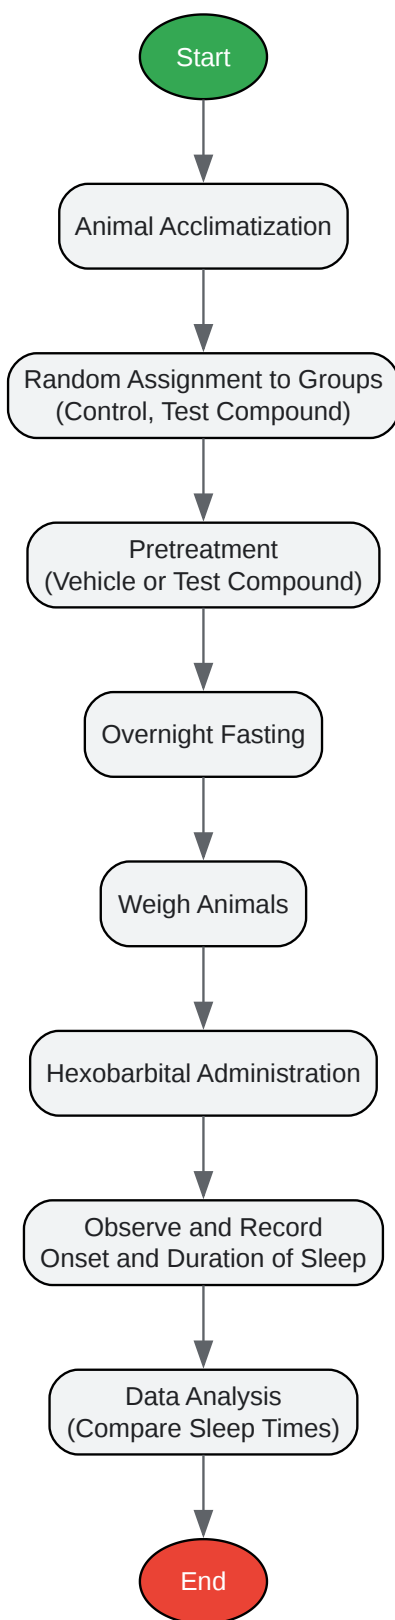 Start
Animal Acclimatization
Random Assignment to Groups
(Control, Test Compound)
Pretreatment
(Vehicle or Test Compound)
Overnight Fasting
Weigh Animals
Hexobarbital Administration
Observe and Record
Onset and Duration of Sleep
Data Analysis
(Compare Sleep Times)
End